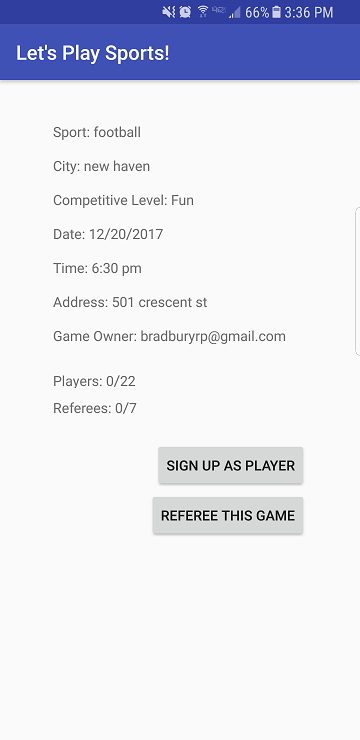 66% 3:36 PM
Let's Play Sports!
Sport: football
City: new haven
Competitive Level: Fun
Date: 12/20/2017
Time: 6:30 pm
Address: 501 crescent st
Game Owner: bradburyrp@gmail.com
Players: 0/22
Referees: 0/7
SIGN UP AS PLAYER
REFEREE THIS GAME